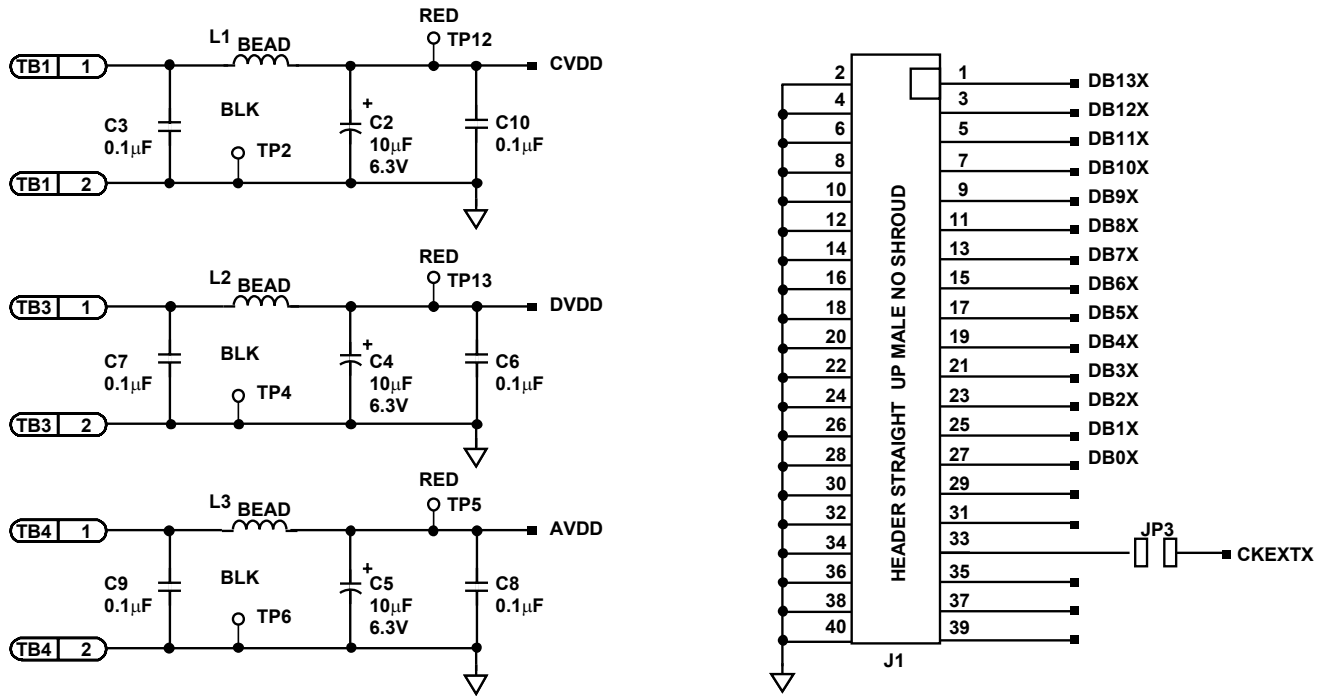 RED
L1 BEAD
TP12
TB1 1
CVDD
BLK
+
C3
0.1µF
C2
10µF
6.3V
C10
0.1µF
TP2
TB1 2
RED
L2 BEAD
TP13
TB3 1
DVDD
BLK
+
C7
0.1µF
C4
10µF
6.3V
C6
0.1µF
TP4
TB3 2
RED
L3 BEAD
TP5
TB4 1
AVDD
BLK
+
C9
0.1µF
C5
10µF
6.3V
C8
0.1µF
TP6
TB4 2
2 1 DB13X
4 3 DB12X
6 5 DB11X
8 7 DB10X
10 9 DB9X
12 11 DB8X
14 13 DB7X
16 15 DB6X
18 17 DB5X
20 19 DB4X
22 21 DB3X
24 23 DB2X
26 25 DB1X
28 27 DB0X
30 29
32 31
34 33 JP3 CKEXTX
36 35
38 37
40 39
HEADER STRAIGHT UP MALE NO SHROUD
J1